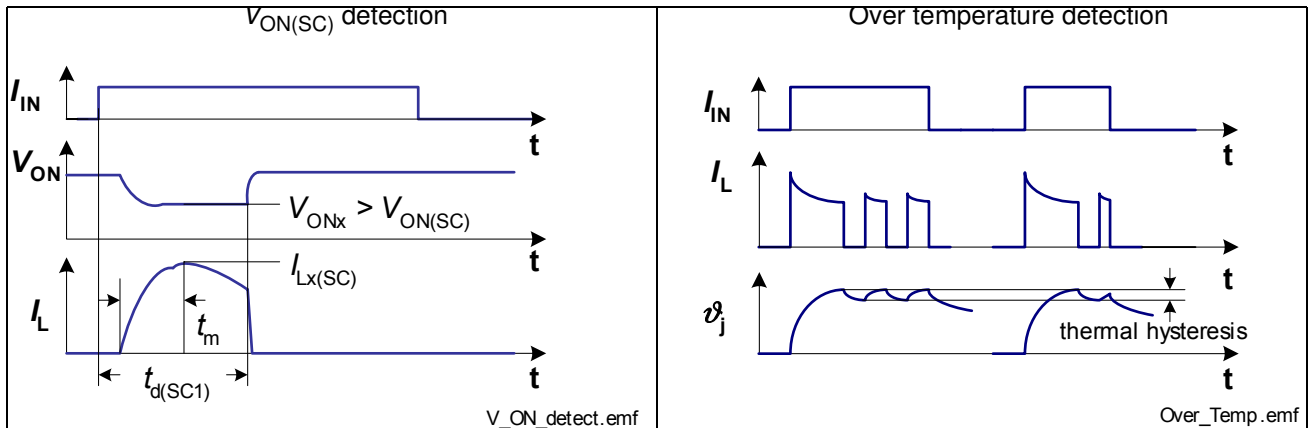 VON(SC) detection
IIN
t
VON
VONx > VON(SC)
t
ILx(SC)
IL
tm
t
td(SC1)
V_ON_detect.emf
Over temperature detection
IIN
t
IL
t
ϑj
thermal hysteresis
t
Over_Temp.emf